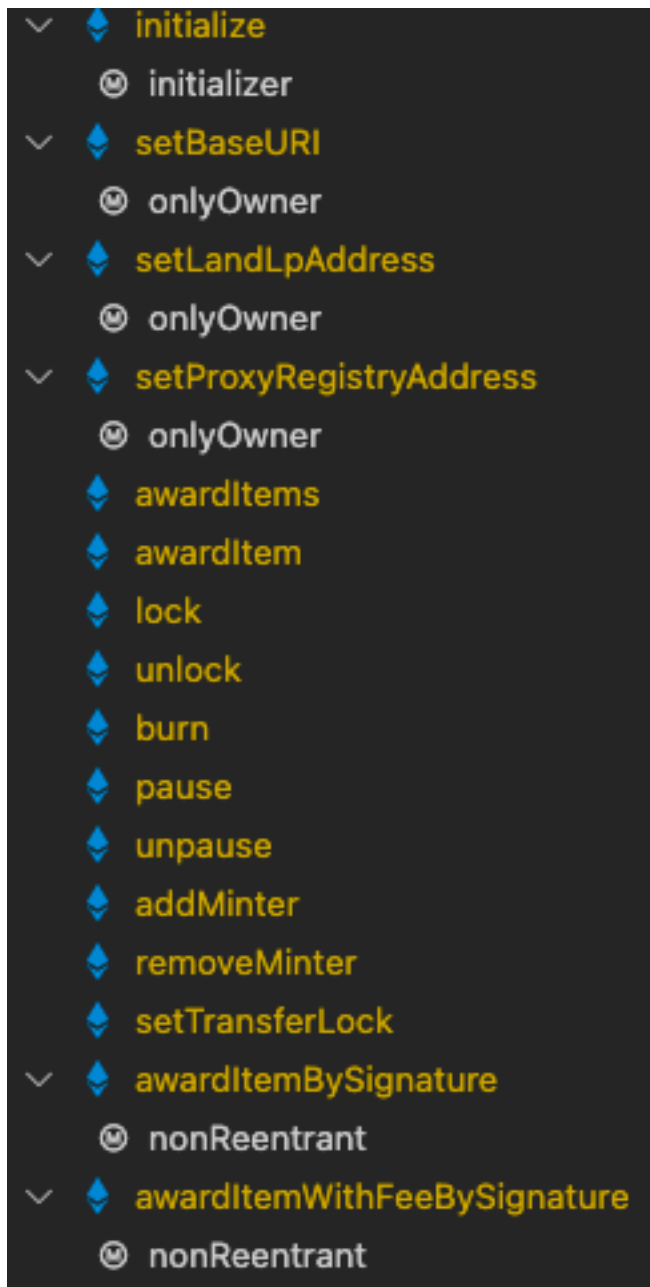 initialize
initializer
setBaseURI
onlyOwner
setLandLpAddress
onlyOwner
setProxyRegistryAddress
onlyOwner
awardItems
awardItem
lock
unlock
burn
pause
unpause
addMinter
removeMinter
setTransferLock
awardItemBySignature
nonReentrant
awardItemWithFeeBySignature
nonReentrant